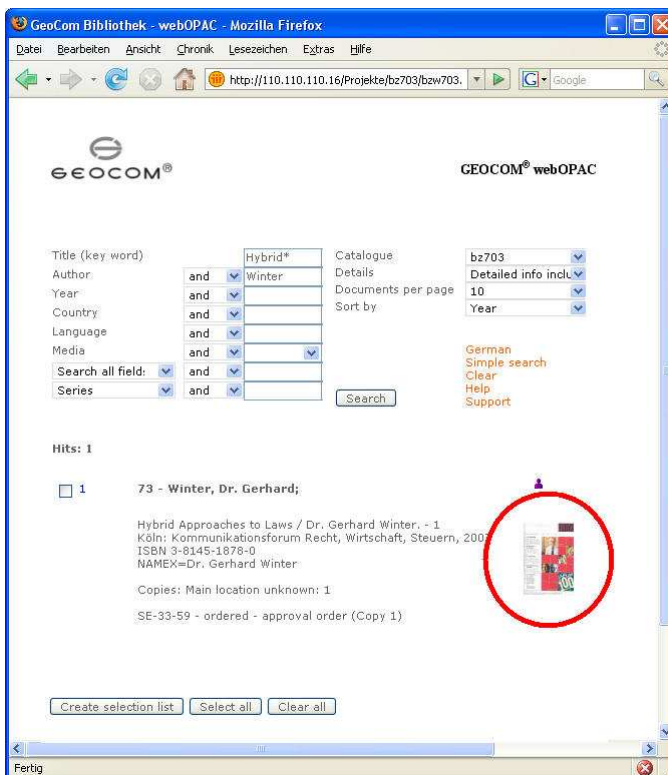 GeoCom Bibliothek - webOPAC - Mozilla Firefox
Datei Bearbeiten Ansicht Chronik Lesezeichen Extras Hilfe
http://110.110.110.16/Projekte/bz703/bzw703. G Google
GEOCOM® GEOCOM® webOPAC
Title (key word) Hybrid* Catalogue bz703
Author and Winter Details Detailed info inclu
Year and Documents per page 10
Country and Sort by Year
Language and
Media and German
Search all field: and Simple search
Series and Clear
Search Help
Support
Hits: 1
1 73 - Winter, Dr. Gerhard;
Hybrid Approaches to Laws / Dr. Gerhard Winter. - 1
Köln: Kommunikationsforum Recht, Wirtschaft, Steuern,
ISBN 3-8145-1878-0
NAMEX=Dr. Gerhard Winter
Copies: Main location unknown: 1
SE-33-59 - ordered - approval order (Copy 1)
Create selection list Select all Clear all
Fertig